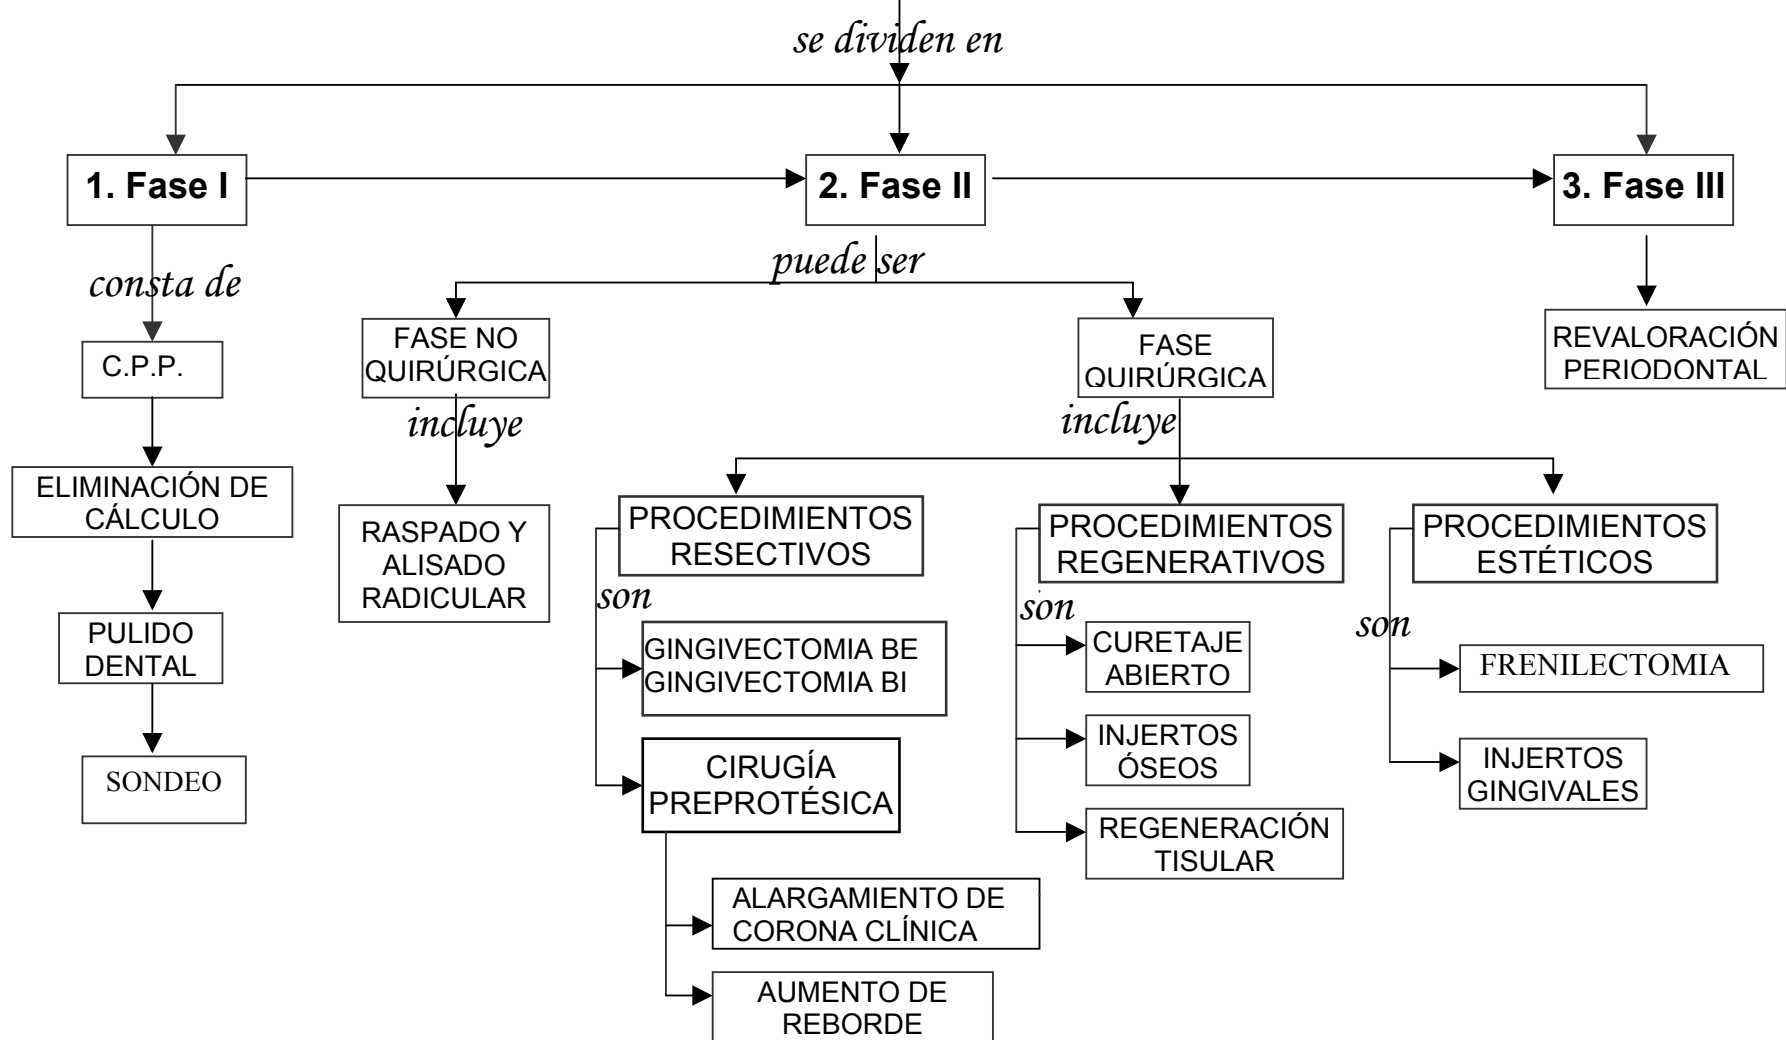 se dividen en
1. Fase I
2. Fase II
3. Fase III
consta de
C.P.P.
ELIMINACIÓN DE
CÁLCULO
PULIDO
DENTAL
SONDEO
puede ser
FASE NO
QUIRÚRGICA
incluye
RASPADO Y
ALISADO
RADICULAR
FASE
QUIRÚRGICA
incluye
PROCEDIMIENTOS
RESECTIVOS
son
GINGIVECTOMIA BE
GINGIVECTOMIA BI
CIRUGÍA
PREPROTÉSICA
ALARGAMIENTO DE
CORONA CLÍNICA
AUMENTO DE
REBORDE
PROCEDIMIENTOS
REGENERATIVOS
son
CURETAJE
ABIERTO
INJERTOS
ÓSEOS
REGENERACIÓN
TISULAR
PROCEDIMIENTOS
ESTÉTICOS
son
FRENILECTOMIA
INJERTOS
GINGIVALES
REVALORACIÓN
PERIODONTAL